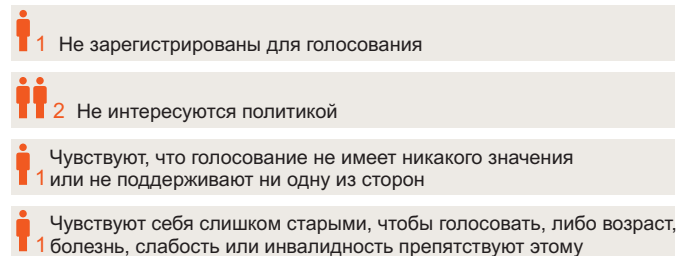 1 Не зарегистрированы для голосования
2 Не интересуются политикой
Чувствуют, что голосование не имеет никакого значения
1 или не поддерживают ни одну из сторон
Чувствуют себя слишком старыми, чтобы голосовать, либо возраст,
1 болезнь, слабость или инвалидность препятствуют этому